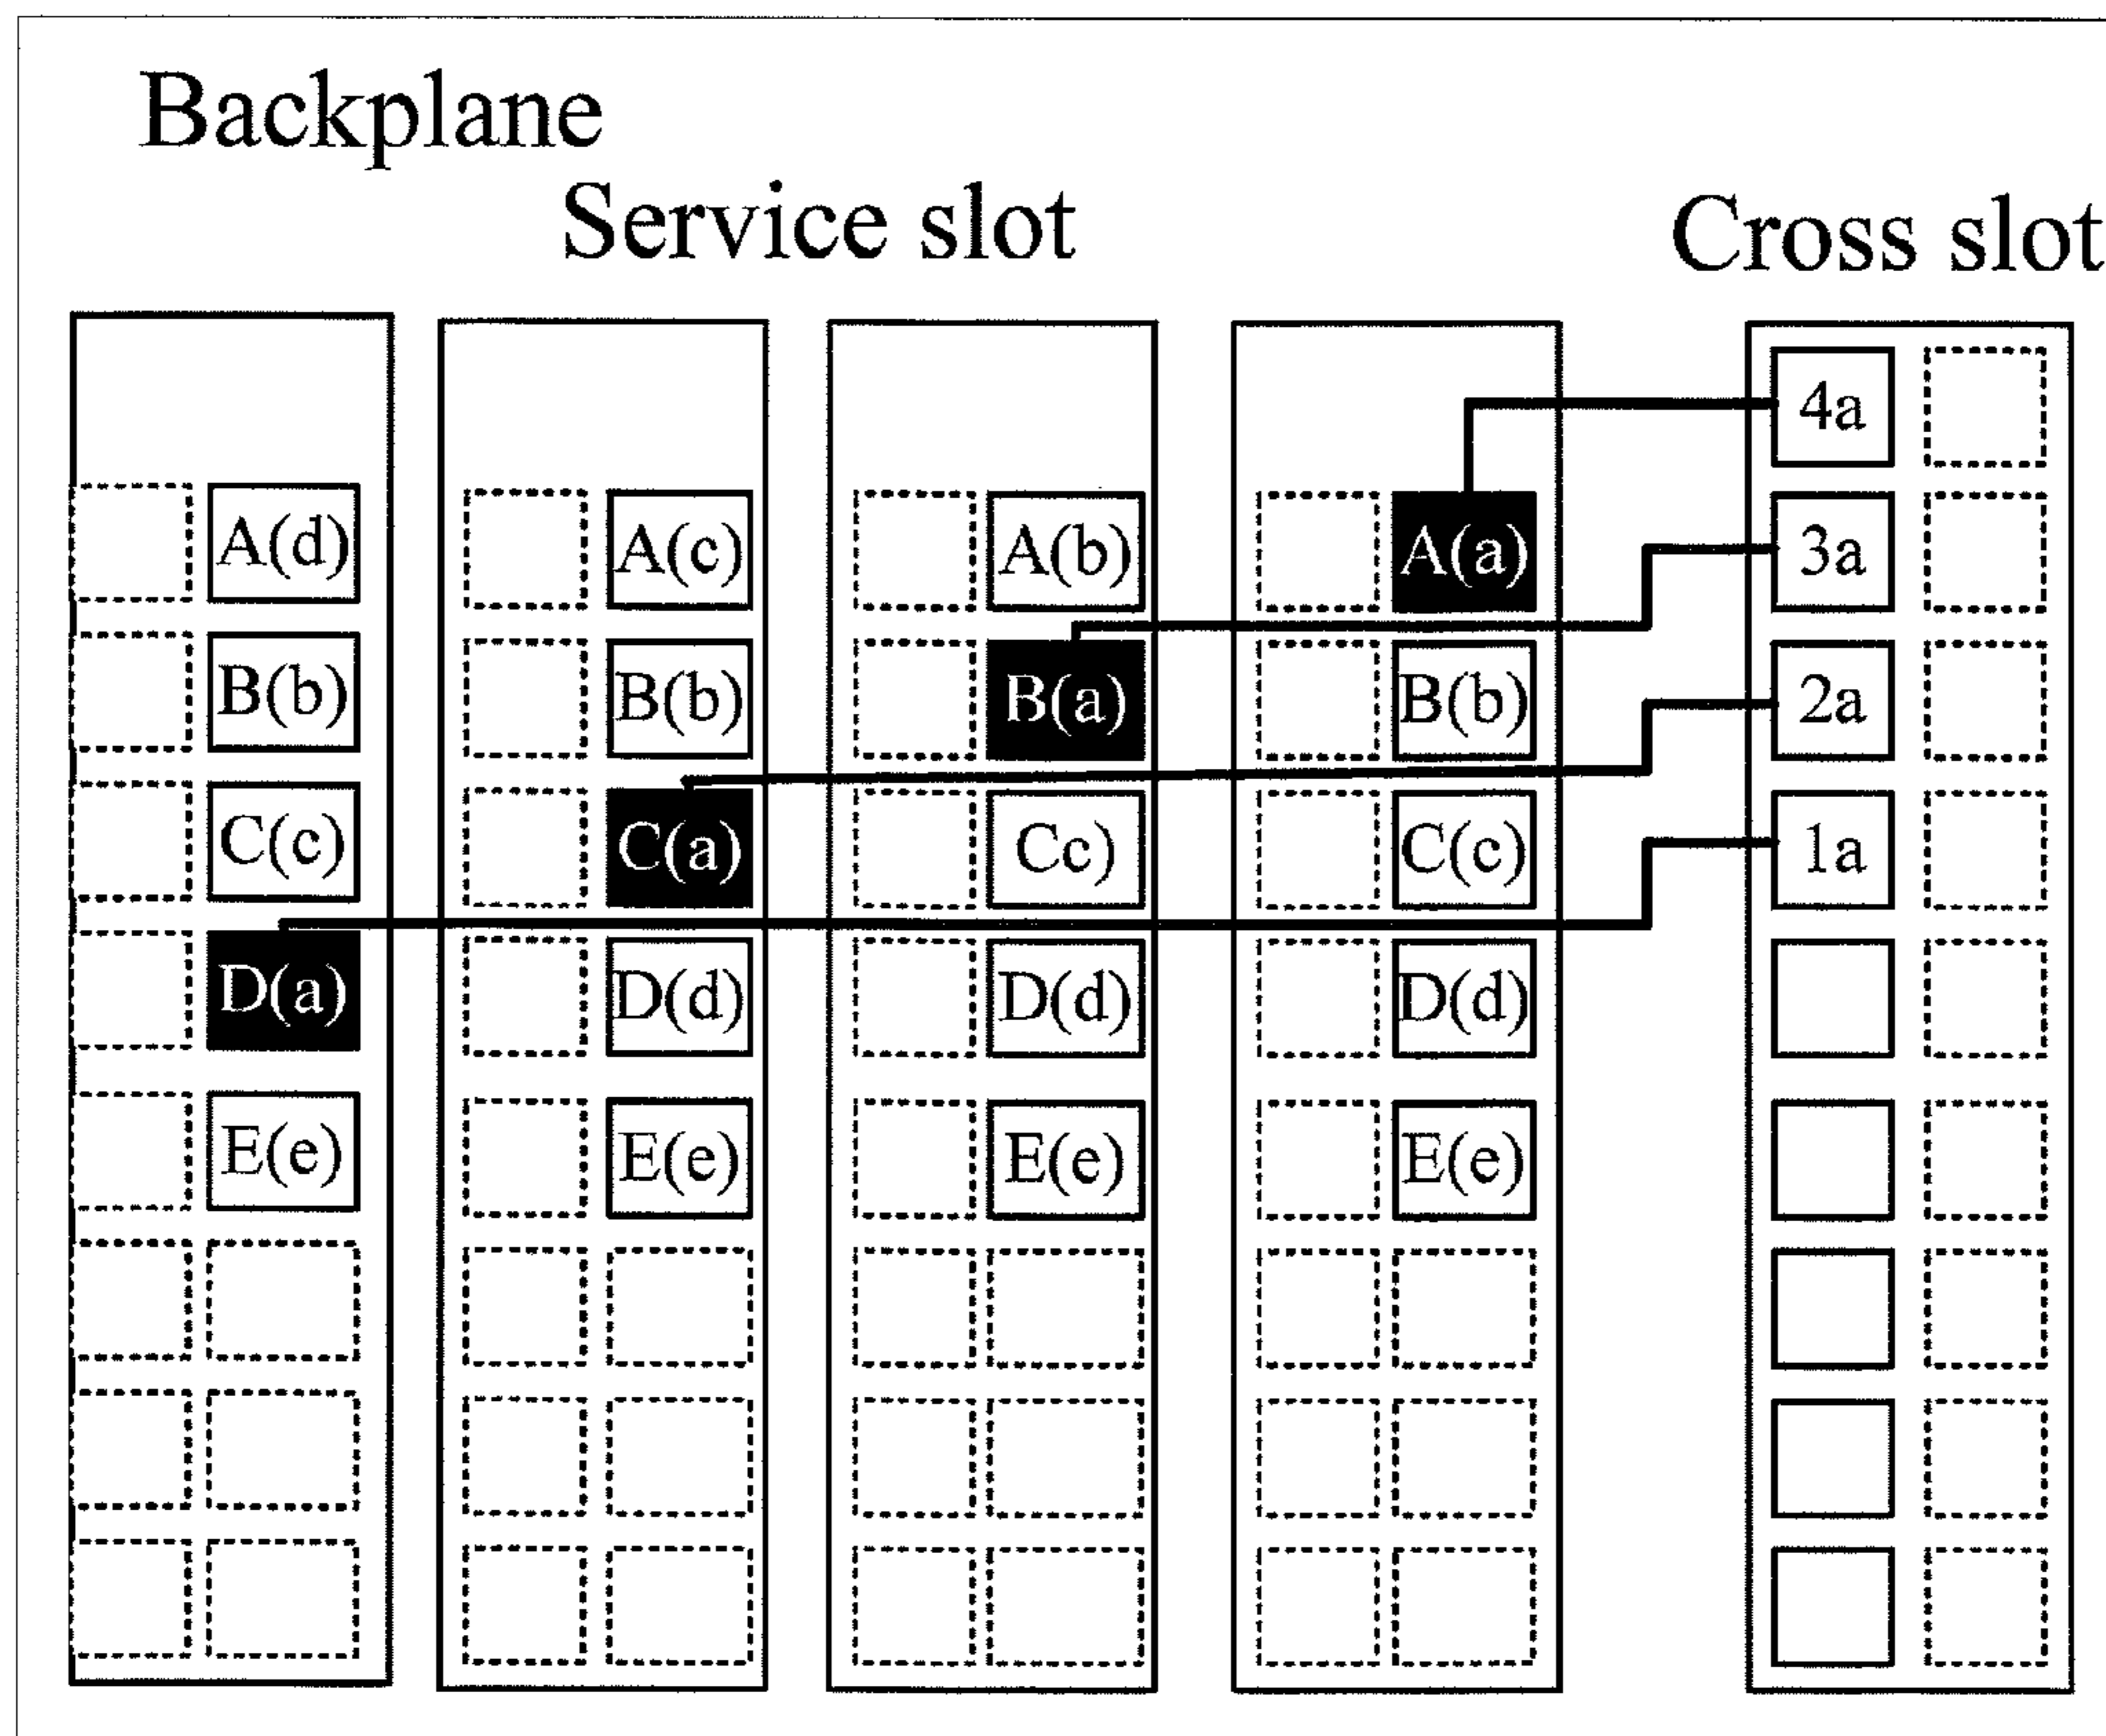 Backplane
Service slot
Cross slot
4a
A(d) A(c) A(b) A(a) 3a
B(b) B(b) B(a) B(b) 2a
C(c) C(a) Cc) C(c) 1a
D(a) D(d) D(d) D(d)
E(e) E(e) E(e) E(e)